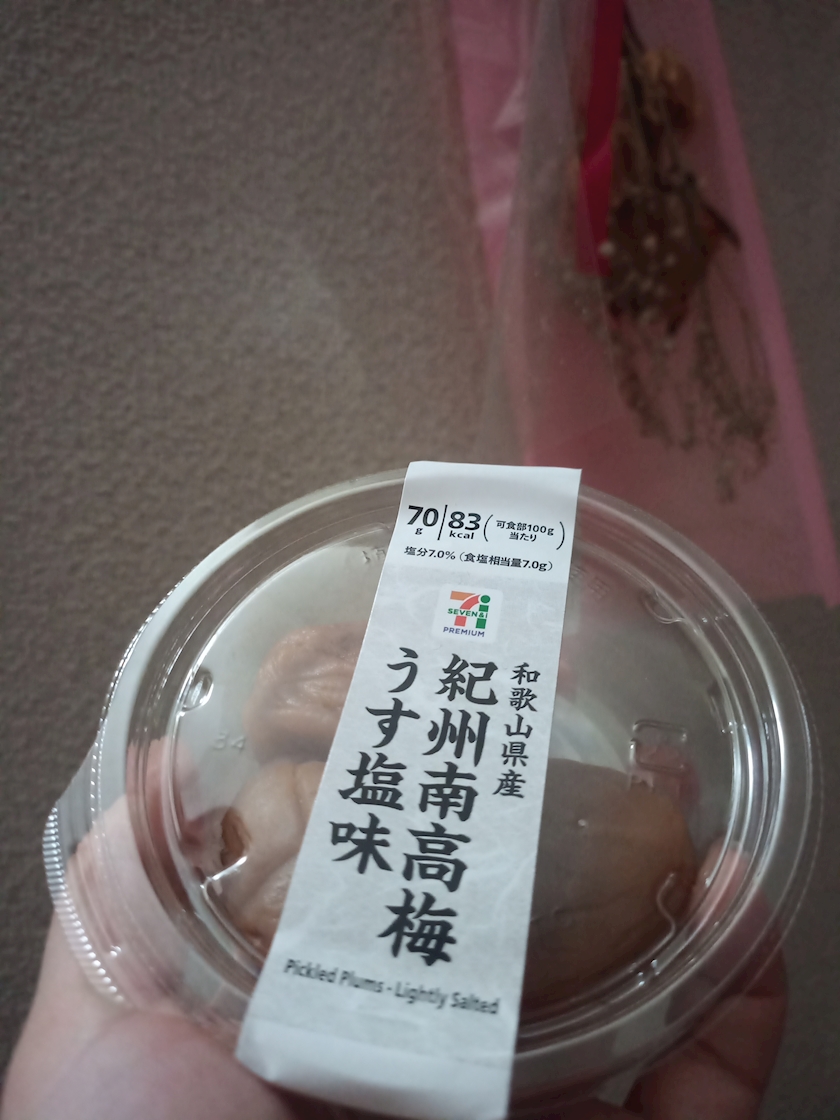 70g 83kcal (可食部100g当たり)
塩分7.0% (食塩相当量7.0g)
7i
SEVEN&i
PREMIUM
和歌山県産
紀州南高梅
うす塩味
Pickled Plums - Lightly Salted
34